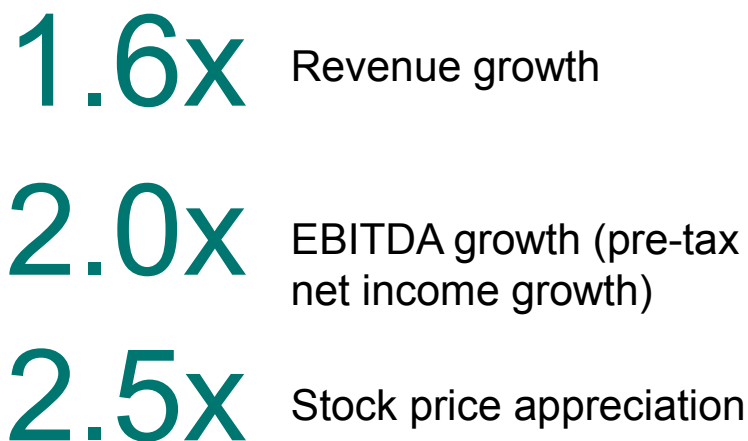 1.6x Revenue growth
2.0x EBITDA growth (pre-tax
net income growth)
2.5x Stock price appreciation